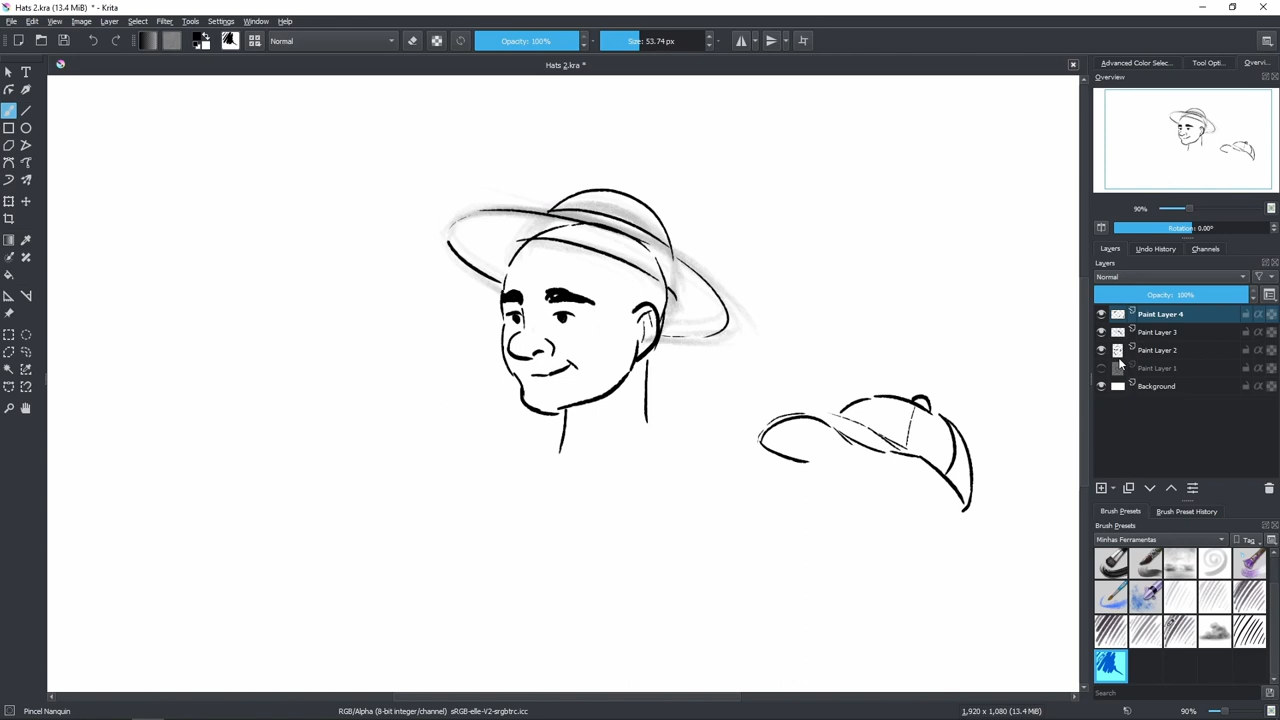 Hats 2.kra (13.4 MiB) * - Krita
File Edit View Image Layer Select Filter Tools Settings Window Help
Normal Opacity: 100% Size: 53.74 px
Hats 2.kra *
Advanced Color Selec... Tool Opti... Overvi...
Overview
90%
Rotation: 0.00°
Layers Undo History Channels
Layers
Normal
Opacity: 100%
Paint Layer 4
Paint Layer 3
Paint Layer 2
Paint Layer 1
Background
Brush Presets Brush Preset History
Brush Presets
Minhas Ferramentas Tag
Search
Pincel Nanquin RGB/Alpha (8-bit integer/channel) sRGB-elle-V2-srgbtrc.icc 1,920 x 1,080 (13.4 MiB) 90%